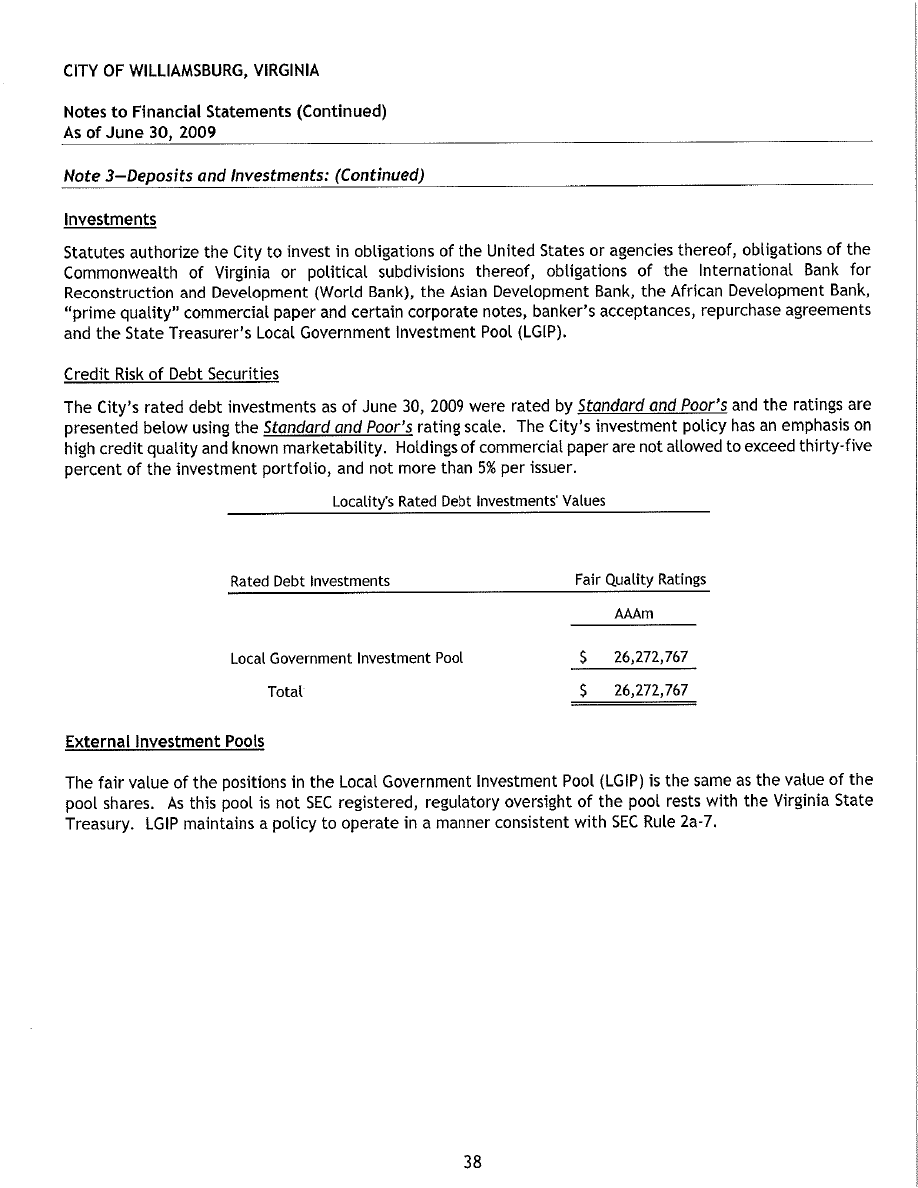 CITY OF WILLIAMSBURG, VIRGINIA
Notes to Financial Statements (Continued)
As of June 30, 2009
Note 3—Deposits and Investments: (Continued)
Investments
Statutes authorize the City to invest in obligations of the United States or agencies thereof, obligations of the
Commonwealth of Virginia or political subdivisions thereof, obligations of the International Bank for
Reconstruction and Development (World Bank), the Asian Development Bank, the African Development Bank,
“prime quality” commercial paper and certain corporate notes, banker’s acceptances, repurchase agreements
and the State Treasurer’s Local Government Investment Pool (LGIP).
Credit Risk of Debt Securities
The City’s rated debt investments as of June 30, 2009 were rated by Standard and Poor’s and the ratings are
presented below using the Standard and Poor’s rating scale. The City’s investment policy has an emphasis on
high credit quality and known marketability. Holdings of commercial paper are not allowed to exceed thirty-five
percent of the investment portfolio, and not more than 5% per issuer.
Locality's Rated Debt Investments' Values
Rated Debt Investments Fair Quality Ratings
AAAm
Local Government Investment Pool $ 26,272,767
Total $ 26,272,767
External Investment Pools
The fair value of the positions in the Local Government Investment Pool (LGIP) is the same as the value of the
pool shares. As this pool is not SEC registered, regulatory oversight of the pool rests with the Virginia State
Treasury. LGIP maintains a policy to operate in a manner consistent with SEC Rule 2a-7.
38